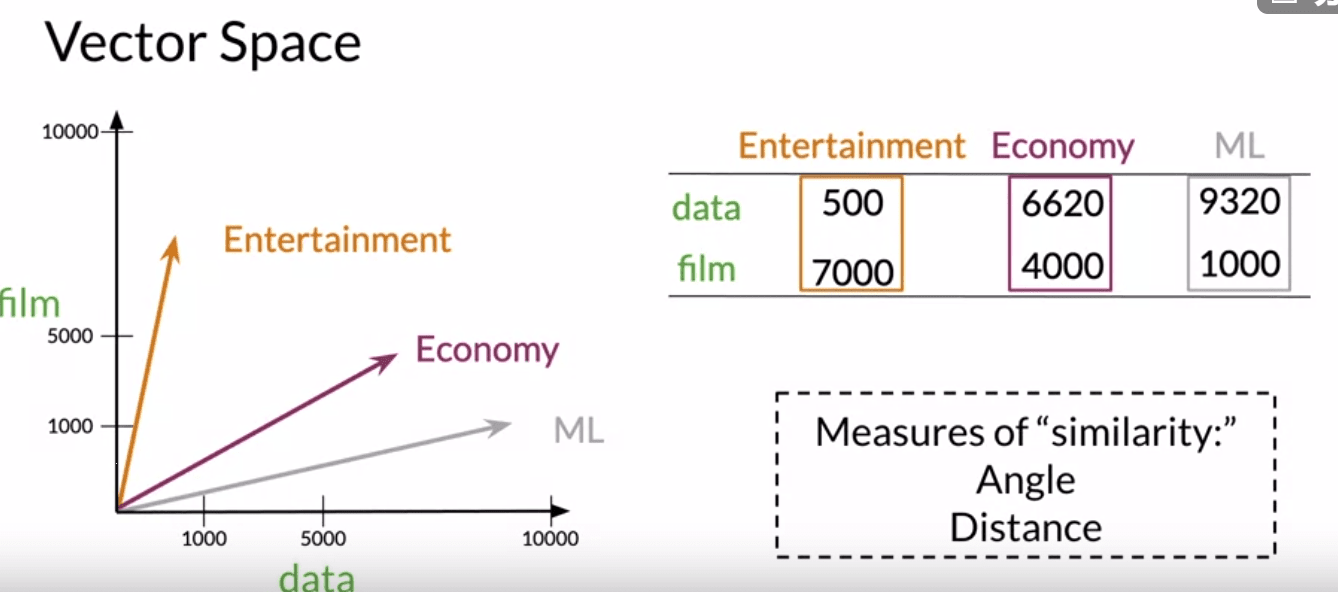 Vector Space
10000
Entertainment
film
5000
Economy
1000
ML
1000 5000 10000
data
Entertainment Economy ML
data 500 6620 9320
film 7000 4000 1000
Measures of “similarity:”
Angle
Distance